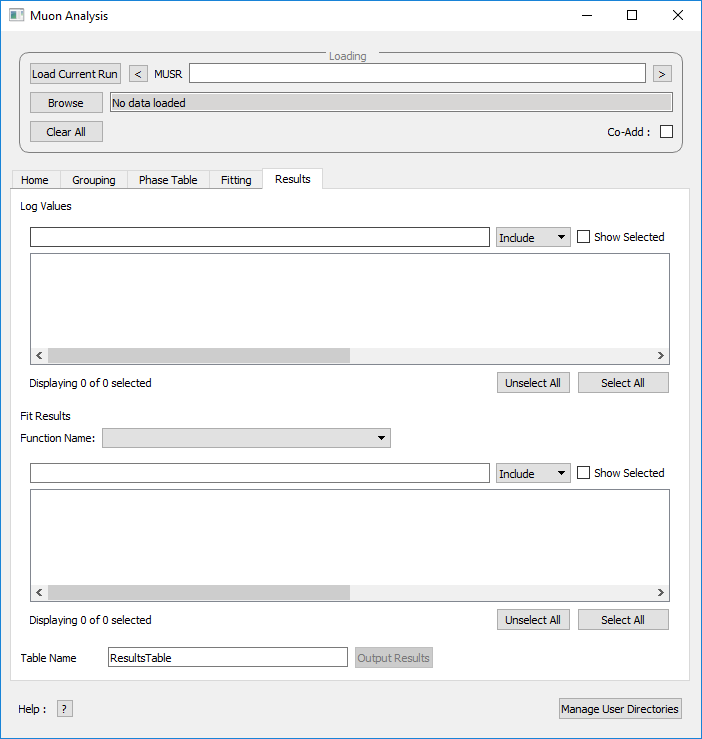 Muon Analysis
Loading
Load Current Run < MUSR >
Browse No data loaded
Clear All Co-Add :
Home Grouping Phase Table Fitting Results
Log Values
Include Show Selected
Displaying 0 of 0 selected Unselect All Select All
Fit Results
Function Name:
Include Show Selected
Displaying 0 of 0 selected Unselect All Select All
Table Name ResultsTable Output Results
Help : ? Manage User Directories